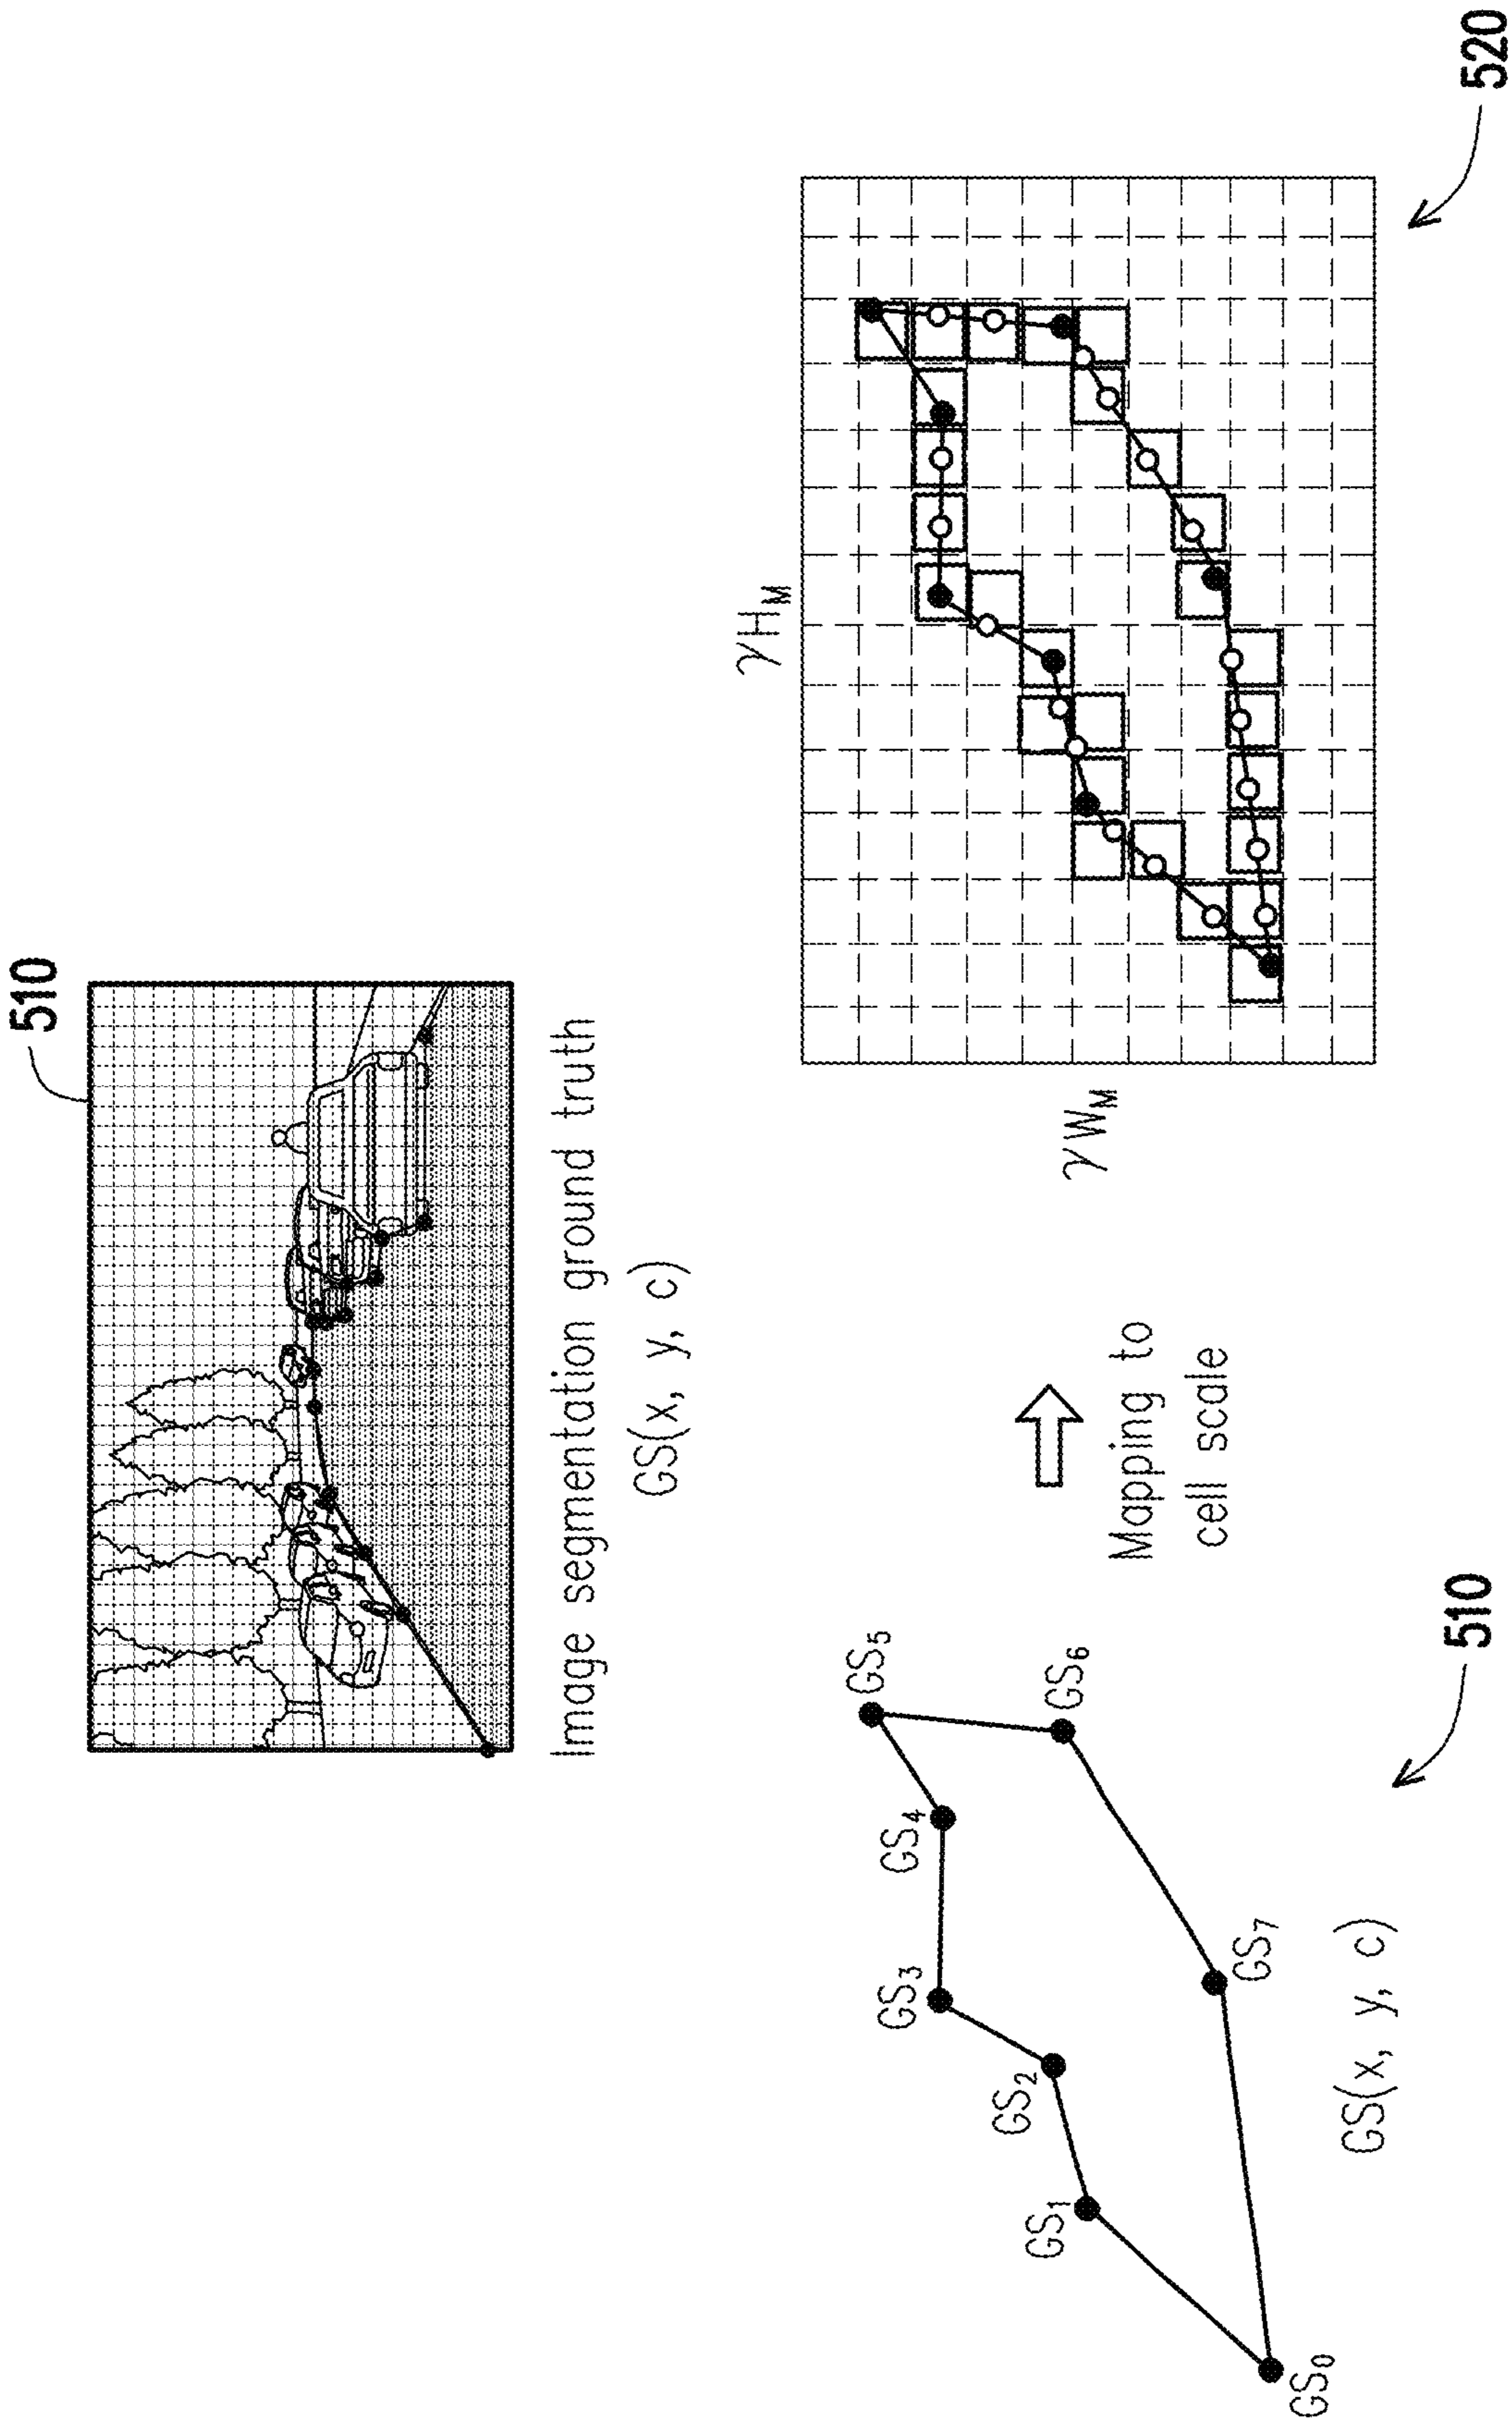 510
Image segmentation ground truth
GS(x, y, c)
GS₀
GS₁
GS₂
GS₃
GS₄
GS₅
GS₆
GS₇
GS(x, y, c)
510
Mapping to
cell scale
γH_M
γW_M
520